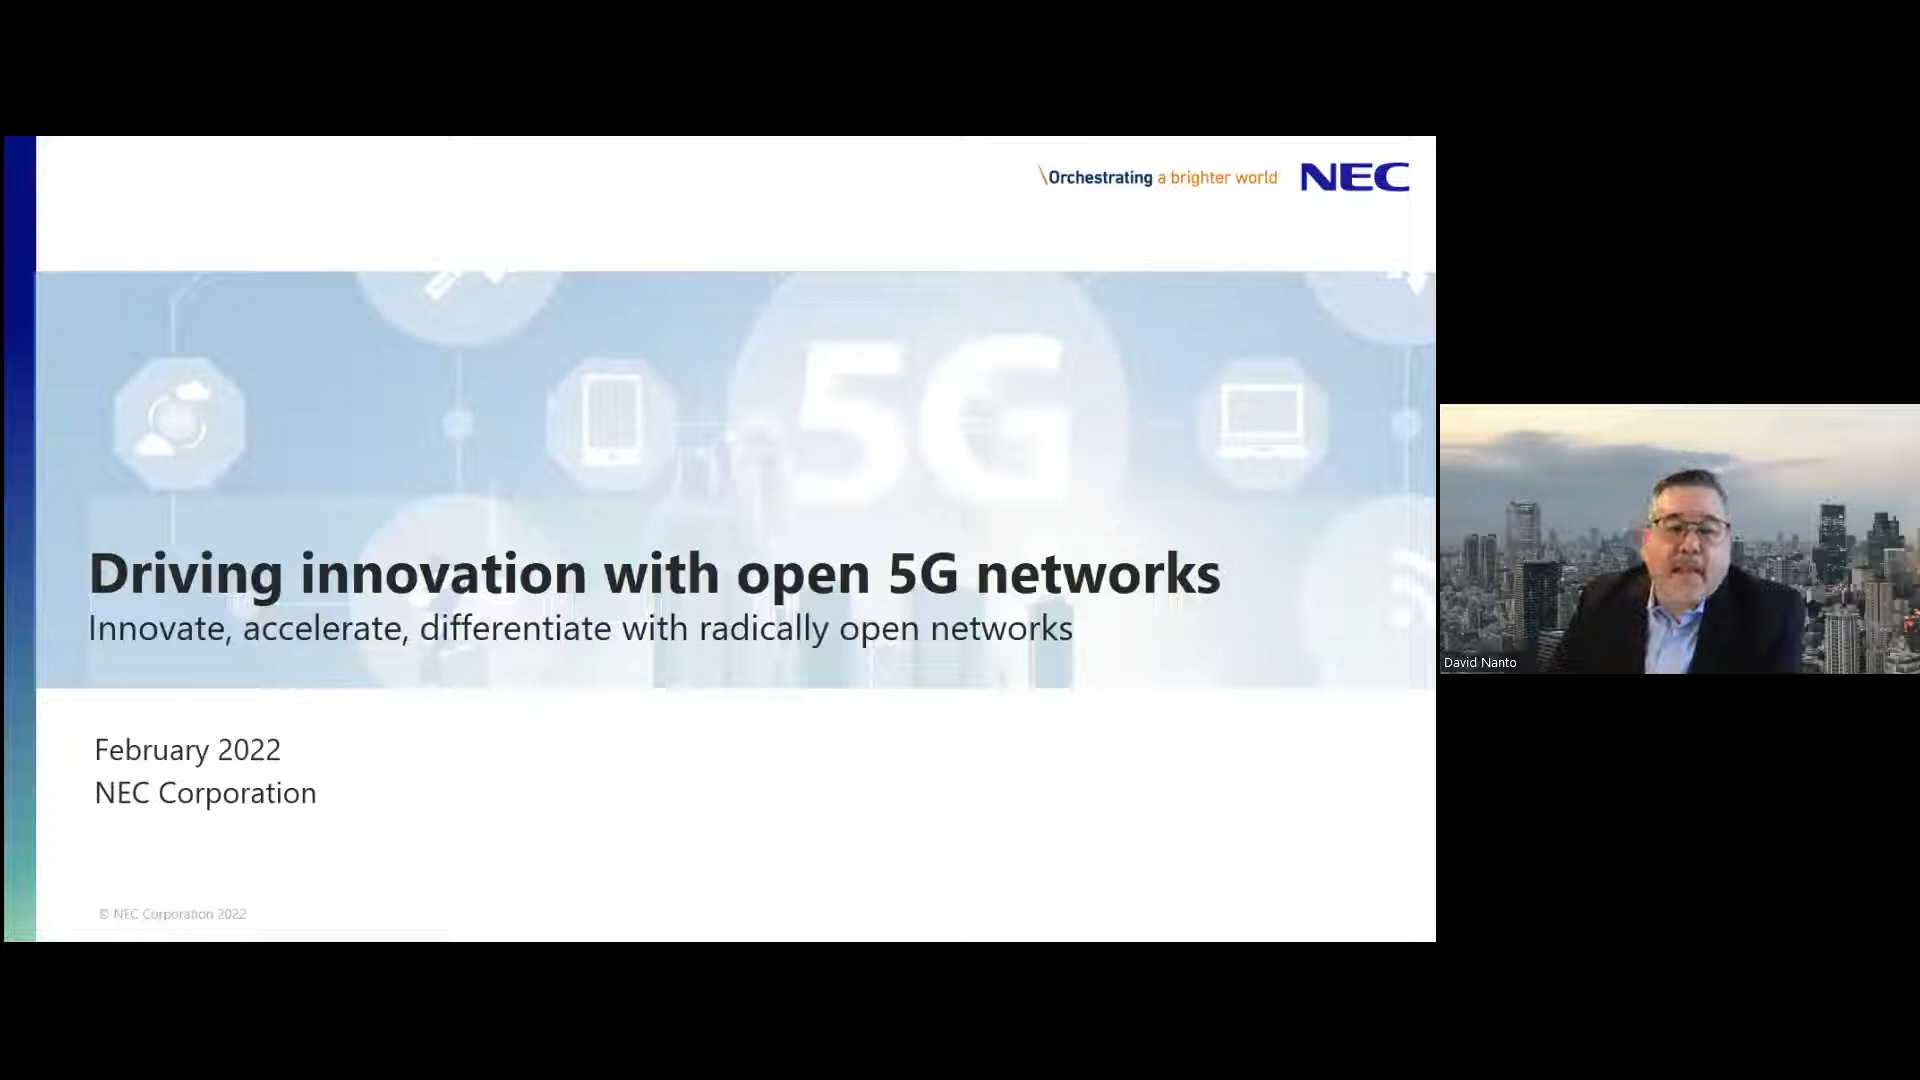 \Orchestrating a brighter world NEC
5G
Driving innovation with open 5G networks
Innovate, accelerate, differentiate with radically open networks
February 2022
NEC Corporation
© NEC Corporation 2022
David Nanto